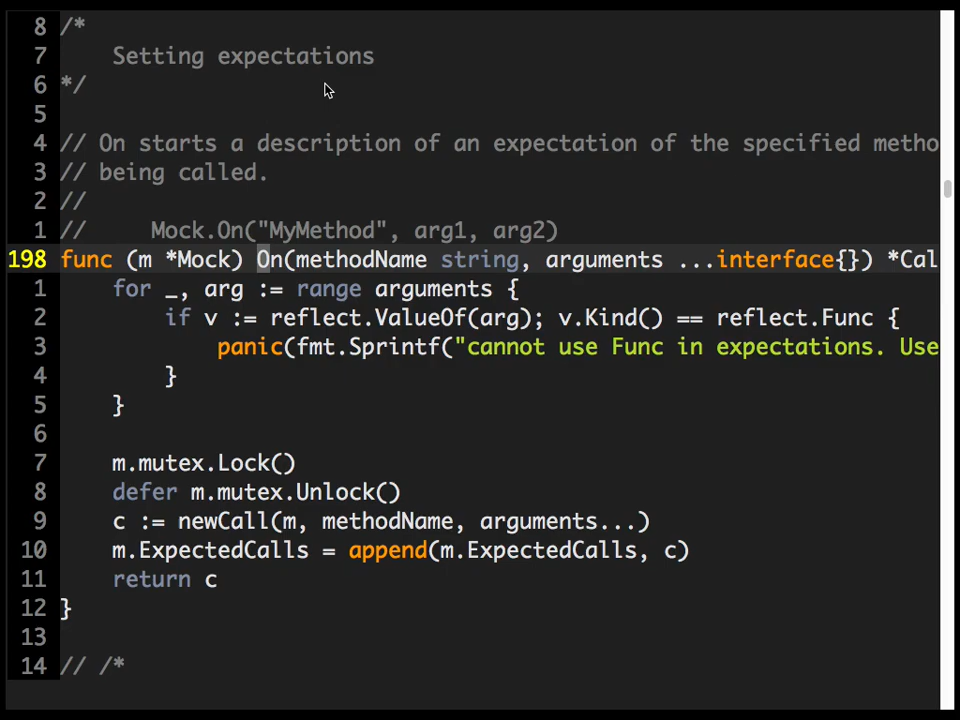 8 /*
7     Setting expectations
6 */
5
4 // On starts a description of an expectation of the specified metho
3 // being called.
2 //
1 //     Mock.On("MyMethod", arg1, arg2)
198 func (m *Mock) On(methodName string, arguments ...interface{}) *Cal
1     for _, arg := range arguments {
2         if v := reflect.ValueOf(arg); v.Kind() == reflect.Func {
3             panic(fmt.Sprintf("cannot use Func in expectations. Use
4         }
5     }
6
7     m.mutex.Lock()
8     defer m.mutex.Unlock()
9     c := newCall(m, methodName, arguments...)
10     m.ExpectedCalls = append(m.ExpectedCalls, c)
11     return c
12 }
13
14 // /*